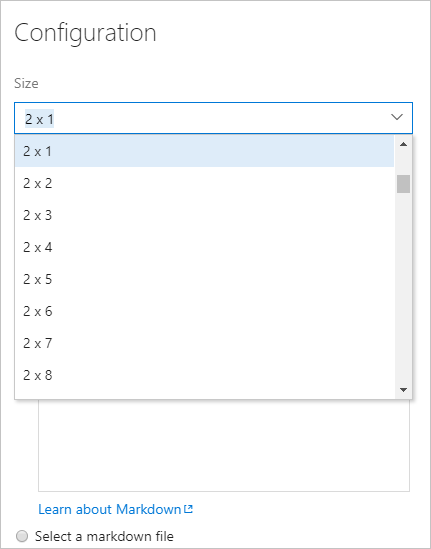 Configuration
Size
2 x 1
2 x 1
2 x 2
2 x 3
2 x 4
2 x 5
2 x 6
2 x 7
2 x 8
Learn about Markdown
Select a markdown file